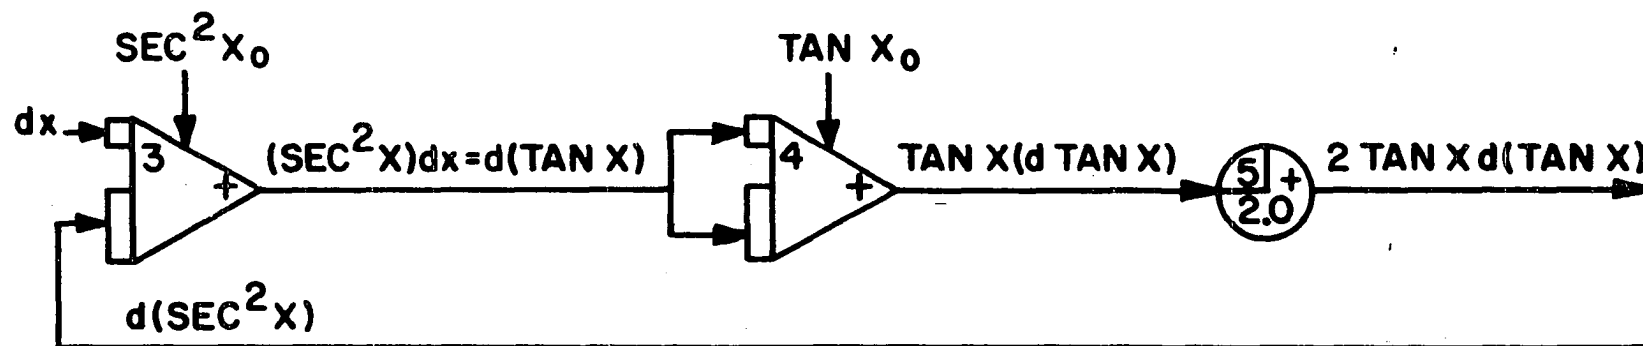 SEC²X₀
TAN X₀
dx
3
+
(SEC²X)dx=d(TAN X)
4
+
TAN X(d TAN X)
5
+
2.0
2 TAN X d(TAN X)
d(SEC²X)